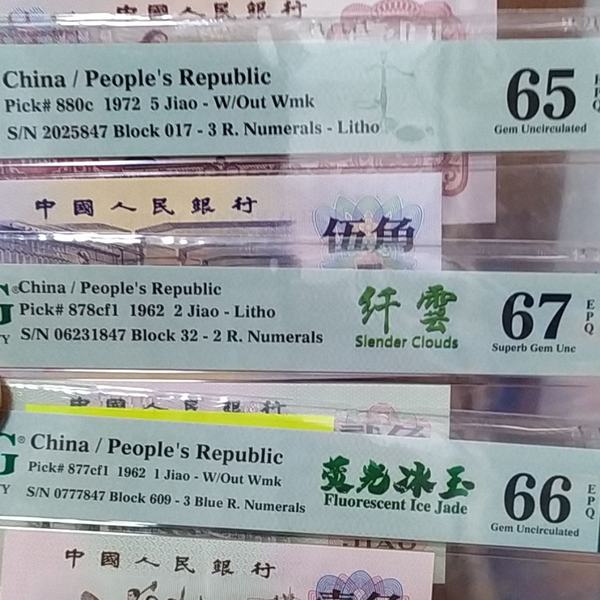 中國人民銀行
China / People's Republic
Pick# 880c 1972 5 Jiao - W/Out Wmk
S/N 2025847 Block 017 - 3 R. Numerals - Litho
65
Gem Uncirculated
中國人民銀行
伍角
China / People's Republic
Pick# 878cf1 1962 2 Jiao - Litho
S/N 06231847 Block 32 - 2 R. Numerals
纤雲
Slender Clouds
67
Superb Gem Unc
EPQ
中國人民銀行
貳角
China / People's Republic
Pick# 877cf1 1962 1 Jiao - W/Out Wmk
S/N 0777847 Block 609 - 3 Blue R. Numerals
荧光冰玉
Fluorescent Ice Jade
66
Gem Uncirculated
EPQ
JIAO
中國人民銀行
壹角